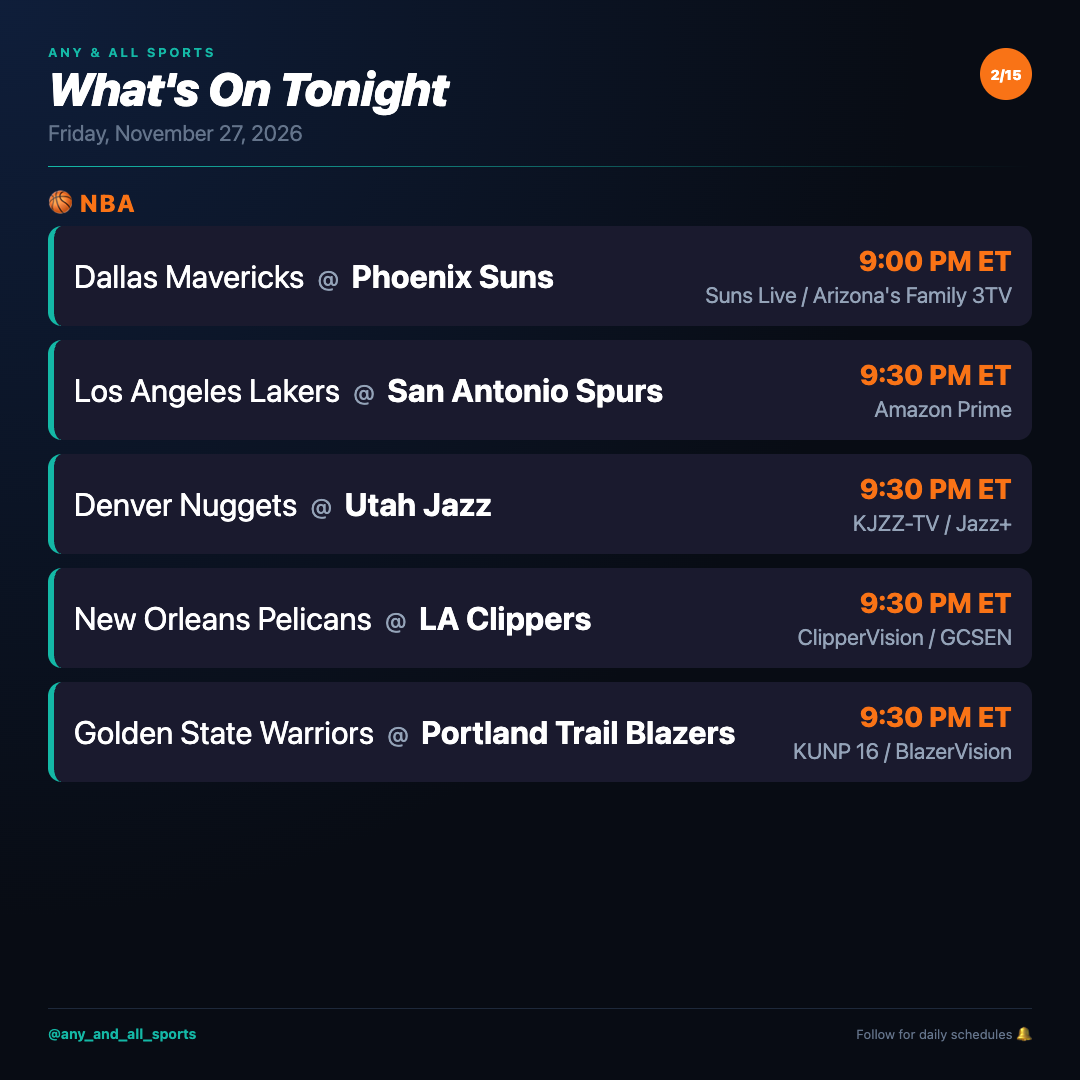 ANY & ALL SPORTS
What's On Tonight
2/15
Friday, November 27, 2026
🏀 NBA
Dallas Mavericks @ Phoenix Suns
9:00 PM ET
Suns Live / Arizona's Family 3TV
Los Angeles Lakers @ San Antonio Spurs
9:30 PM ET
Amazon Prime
Denver Nuggets @ Utah Jazz
9:30 PM ET
KJZZ-TV / Jazz+
New Orleans Pelicans @ LA Clippers
9:30 PM ET
ClipperVision / GCSEN
Golden State Warriors @ Portland Trail Blazers
9:30 PM ET
KUNP 16 / BlazerVision
@any_and_all_sports
Follow for daily schedules 🔔